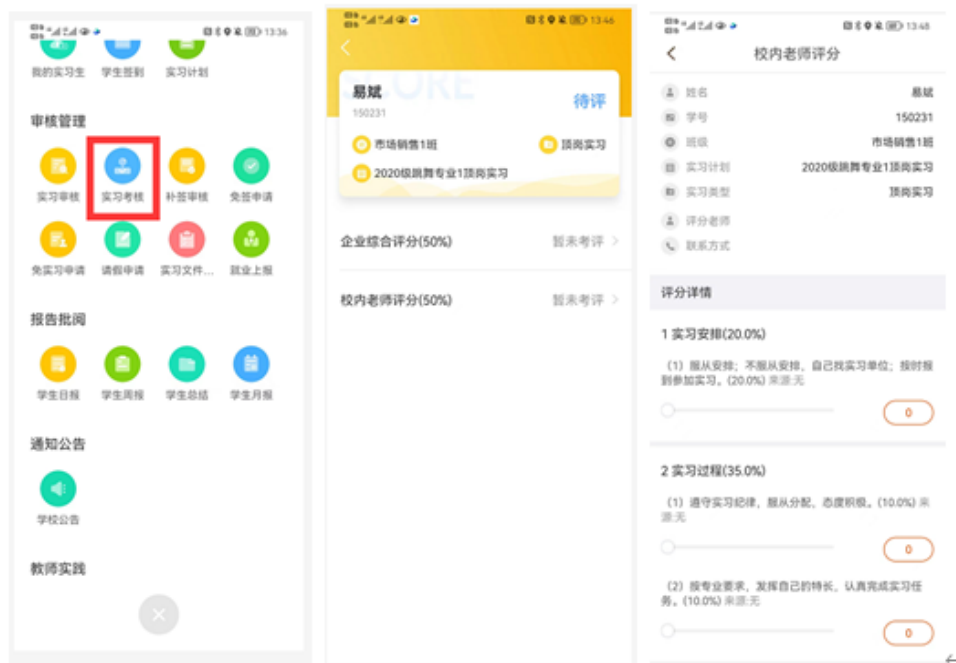 13:36
我的实习生 学生签到 实习计划
审核管理
实习审核 实习考核 补签审核 免签申请
免实习申请 请假申请 实习文件... 就业上报
报告批阅
学生日报 学生周报 学生总结 学生月报
通知公告
学校公告
教师实践
13:46
SCORE
易斌
待评
150231
市场销售1班 顶岗实习
2020级跳舞专业1顶岗实习
企业综合评分(50%) 暂未考评
校内老师评分(50%) 暂未考评
13:48
校内老师评分
姓名 易斌
学号 150231
班级 市场销售1班
实习计划 2020级跳舞专业1顶岗实习
实习类型 顶岗实习
评分老师
联系方式
评分详情
1 实习安排(20.0%)
（1）服从安排；不服从安排，自己找实习单位；按时报
到参加实习。(20.0%) 来源:无
0
2 实习过程(35.0%)
（1）遵守实习纪律，服从分配、态度积极。(10.0%) 来
源:无
0
（2）按专业要求，发挥自己的特长，认真完成实习任
务。(10.0%) 来源:无
0